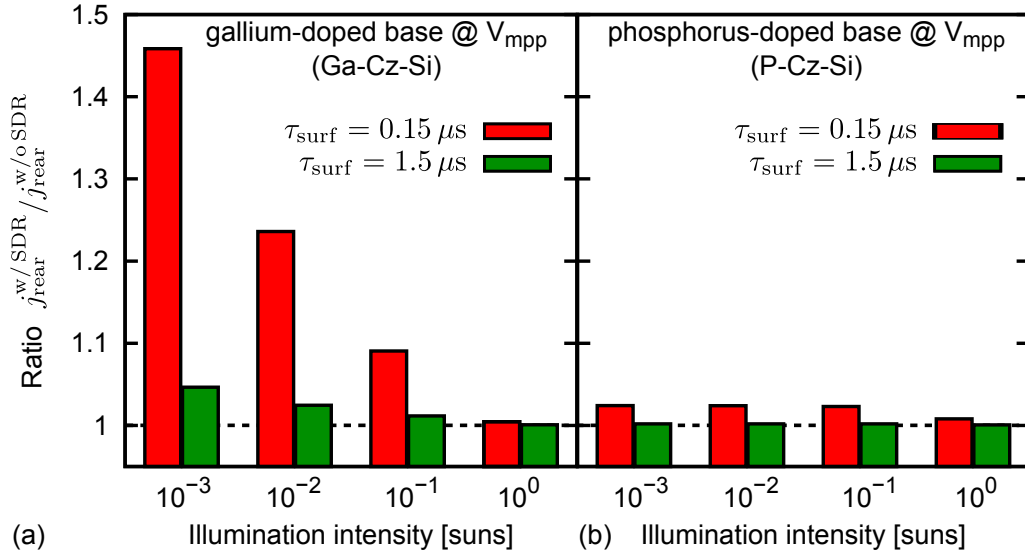 gallium-doped base @ V_mpp
(Ga-Cz-Si)
τ_surf = 0.15 μs
τ_surf = 1.5 μs
phosphorus-doped base @ V_mpp
(P-Cz-Si)
τ_surf = 0.15 μs
τ_surf = 1.5 μs
Ratio j_rear^w/ SDR / j_rear^w/o SDR
1.5
1.4
1.3
1.2
1.1
1
10^−3 10^−2 10^−1 10^0
10^−3 10^−2 10^−1 10^0
(a) Illumination intensity [suns]
(b) Illumination intensity [suns]